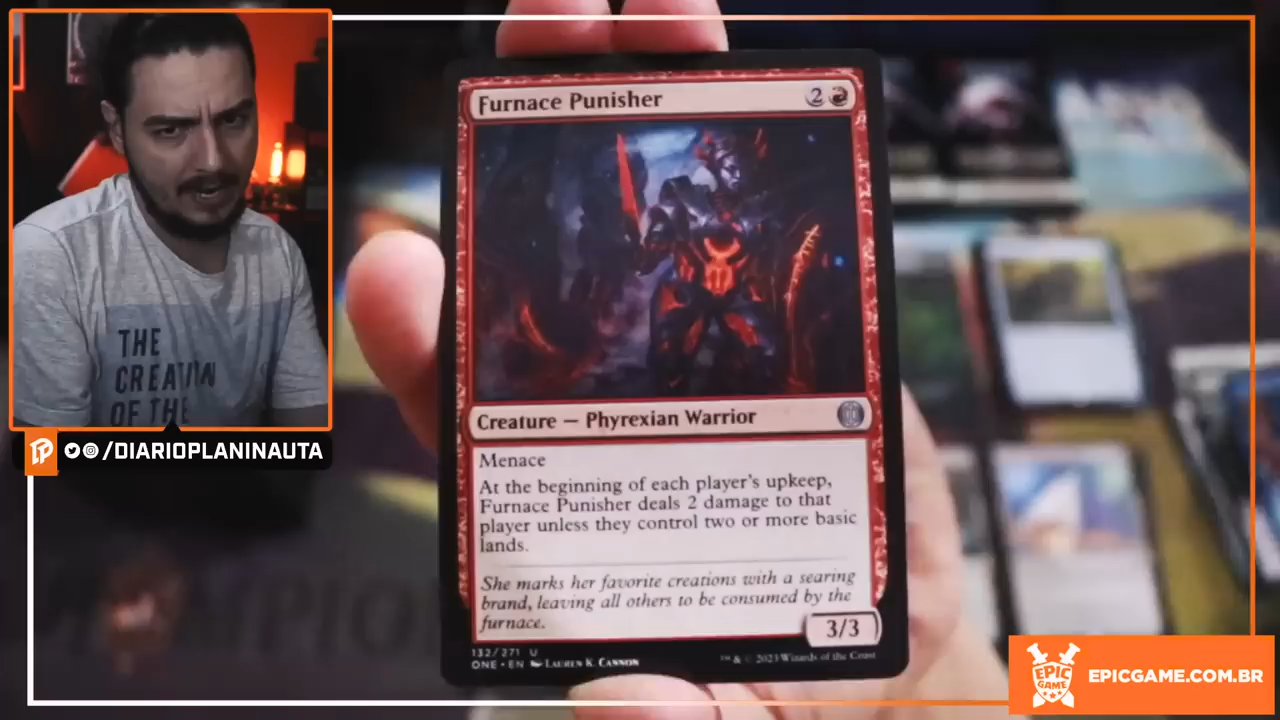 THE
CREATION
OF THE
/DIARIOPLANINAUTA
Furnace Punisher
2
Creature — Phyrexian Warrior
Menace
At the beginning of each player's upkeep,
Furnace Punisher deals 2 damage to that
player unless they control two or more basic
lands.
She marks her favorite creations with a searing
brand, leaving all others to be consumed by the
furnace.
3/3
132/271 U
ONE • EN LAUREN K. CANNON
™ & © 2023 Wizards of the Coast
EPIC
GAME
EPICGAME.COM.BR